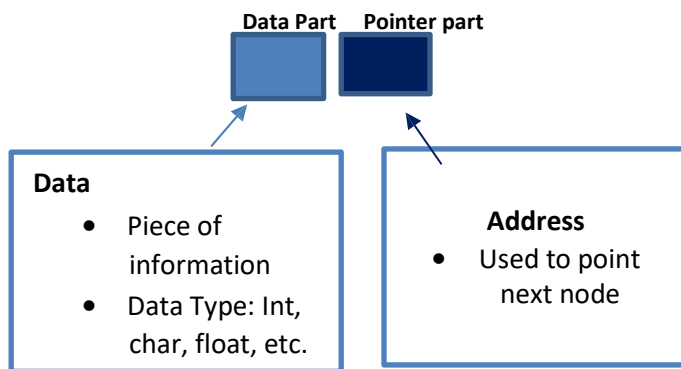 Data Part Pointer part
Data
• Piece of
information
• Data Type: Int,
char, float, etc.
Address
• Used to point
next node